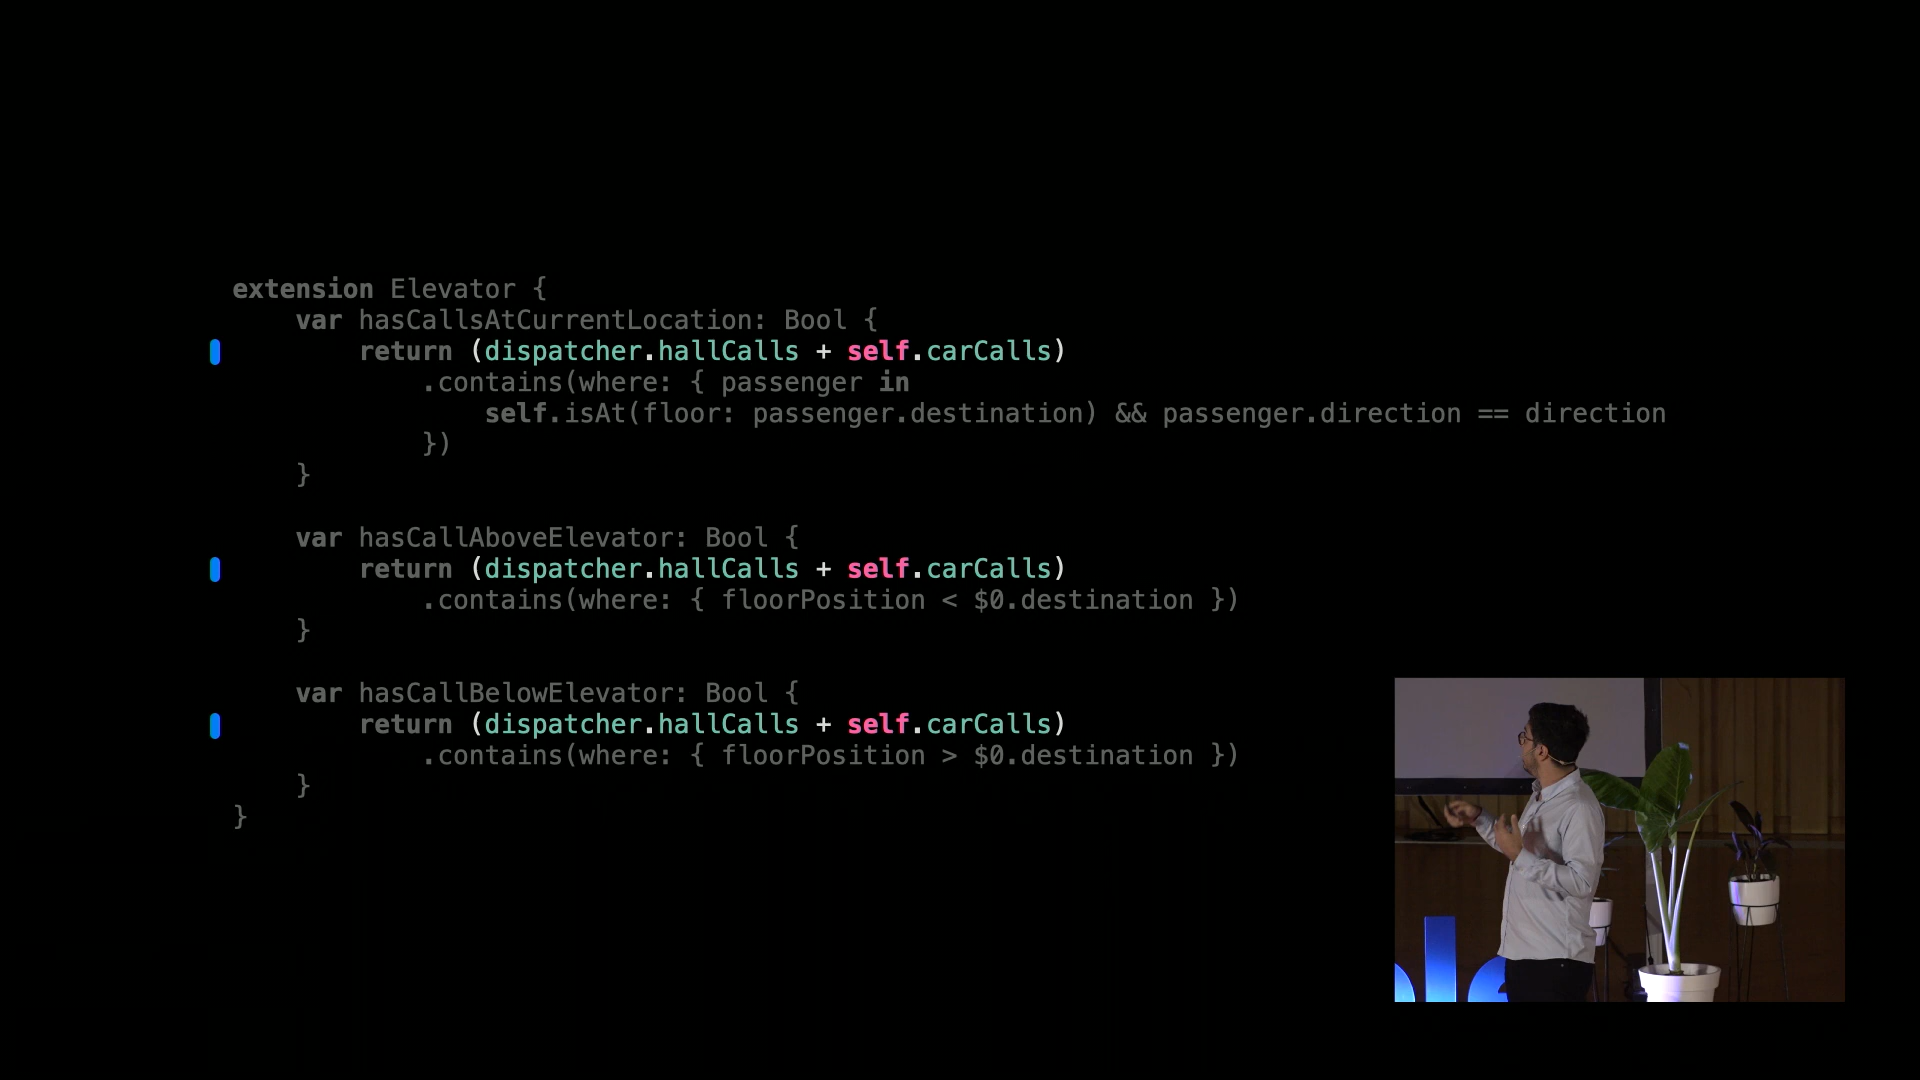 extension Elevator {
    var hasCallsAtCurrentLocation: Bool {
        return (dispatcher.hallCalls + self.carCalls)
            .contains(where: { passenger in
                self.isAt(floor: passenger.destination) && passenger.direction == direction
            })
    }

    var hasCallAboveElevator: Bool {
        return (dispatcher.hallCalls + self.carCalls)
            .contains(where: { floorPosition < $0.destination })
    }

    var hasCallBelowElevator: Bool {
        return (dispatcher.hallCalls + self.carCalls)
            .contains(where: { floorPosition > $0.destination })
    }
}